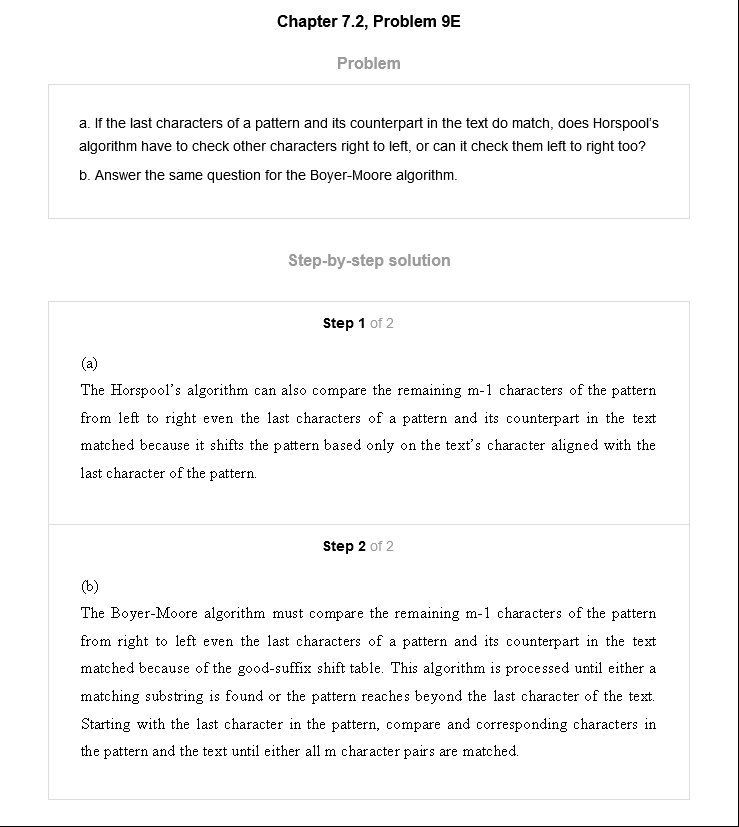 Chapter 7.2, Problem 9E
Problem
a. If the last characters of a pattern and its counterpart in the text do match, does Horspool's
algorithm have to check other characters right to left, or can it check them left to right too?
b. Answer the same question for the Boyer-Moore algorithm.
Step-by-step solution
Step 1 of 2
(a)
The Horspool's algorithm can also compare the remaining m-1 characters of the pattern
from left to right even the last characters of a pattern and its counterpart in the text
matched because it shifts the pattern based only on the text's character aligned with the
last character of the pattern.
Step 2 of 2
(b)
The Boyer-Moore algorithm must compare the remaining m-1 characters of the pattern
from right to left even the last characters of a pattern and its counterpart in the text
matched because of the good-suffix shift table. This algorithm is processed until either a
matching substring is found or the pattern reaches beyond the last character of the text.
Starting with the last character in the pattern, compare and corresponding characters in
the pattern and the text until either all m character pairs are matched.